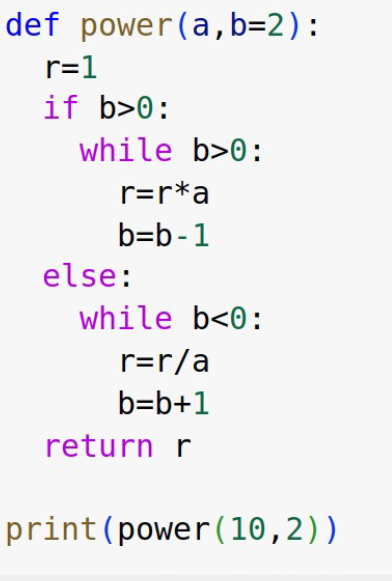 def power(a,b=2):
  r=1
  if b>0:
    while b>0:
      r=r*a
      b=b-1
  else:
    while b<0:
      r=r/a
      b=b+1
  return r

print(power(10,2))